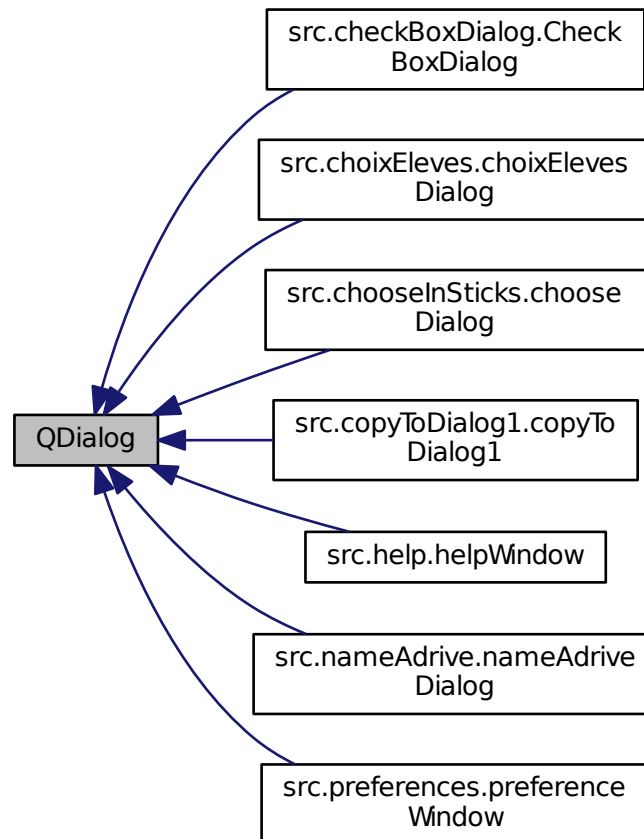 src.checkBoxDialog.Check
BoxDialog
src.choixEleves.choixEleves
Dialog
src.chooseInSticks.choose
Dialog
QDialog
src.copyToDialog1.copyTo
Dialog1
src.help.helpWindow
src.nameAdrive.nameAdrive
Dialog
src.preferences.preference
Window